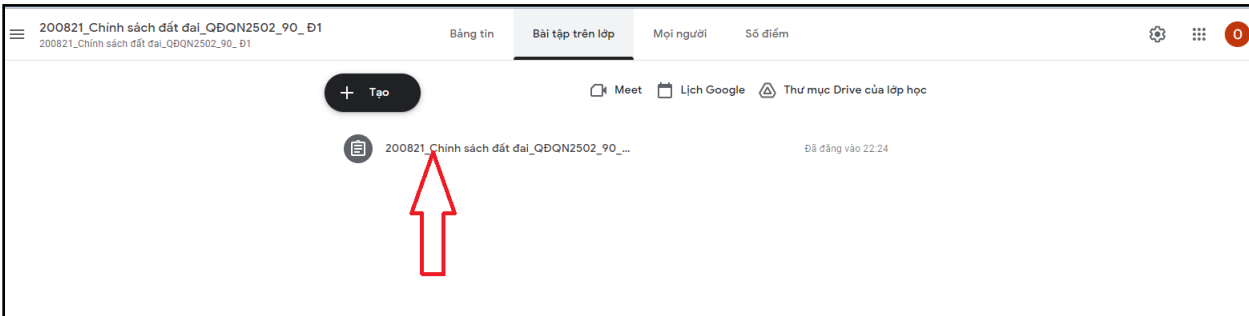 200821_Chính sách đất đai_QĐQN2502_90_ Đ1
200821_Chính sách đất đai_QĐQN2502_90_ Đ1
Bảng tin Bài tập trên lớp Mọi người Số điểm
O
Tạo
Meet Lịch Google Thư mục Drive của lớp học
200821_Chính sách đất đai_QĐQN2502_90_... Đã đăng vào 22:24